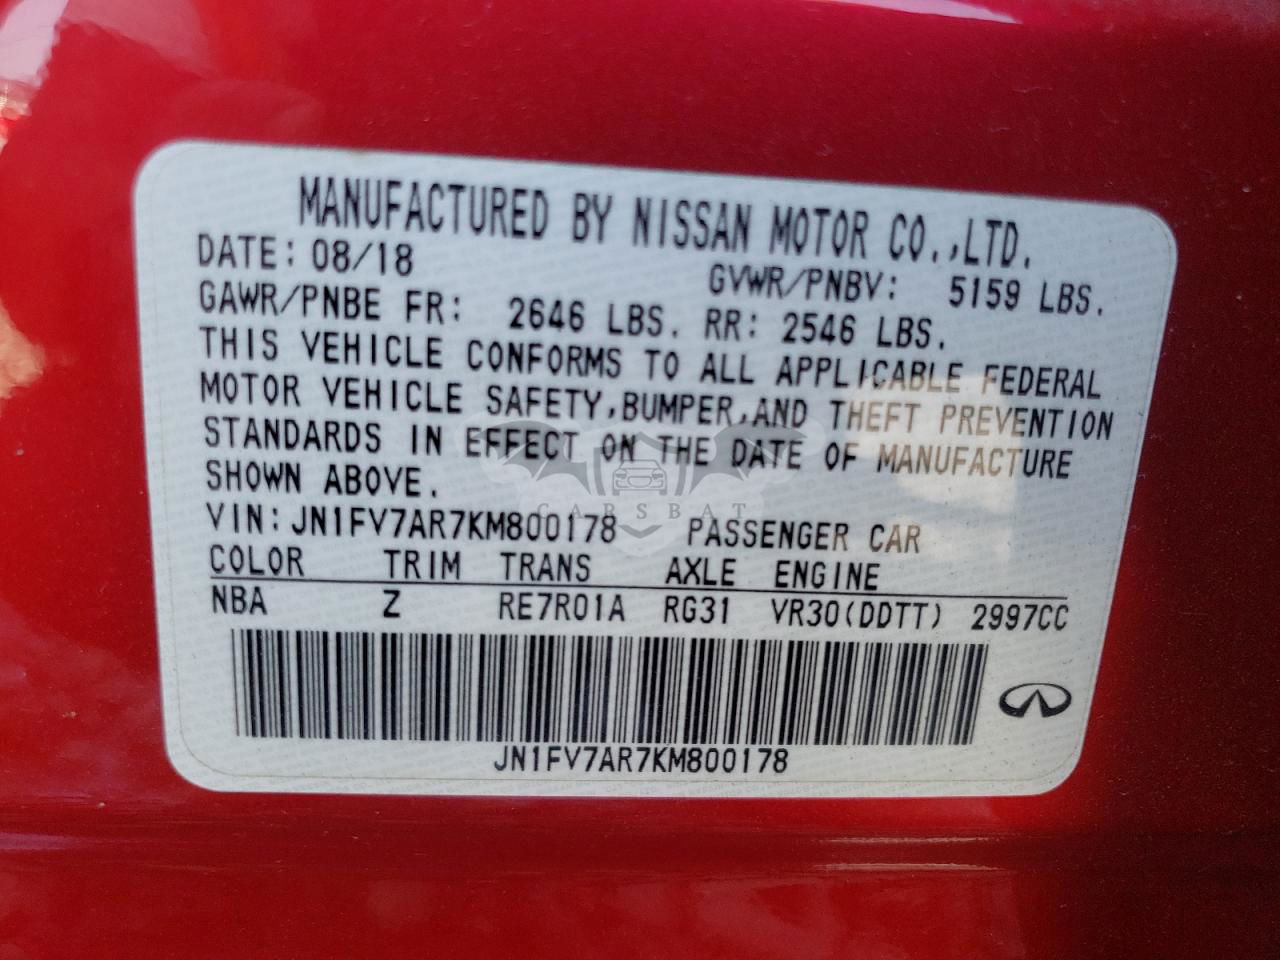 MANUFACTURED BY NISSAN MOTOR CO.,LTD.
DATE: 08/18 GVWR/PNBV: 5159 LBS.
GAWR/PNBE FR: 2646 LBS. RR: 2546 LBS.
THIS VEHICLE CONFORMS TO ALL APPLICABLE FEDERAL
MOTOR VEHICLE SAFETY,BUMPER,AND THEFT PREVENTION
STANDARDS IN EFFECT ON THE DATE OF MANUFACTURE
SHOWN ABOVE.
CARSBAT
VIN: JN1FV7AR7KM800178 PASSENGER CAR
COLOR TRIM TRANS AXLE ENGINE
NBA Z RE7R01A RG31 VR30(DDTT) 2997CC
JN1FV7AR7KM800178